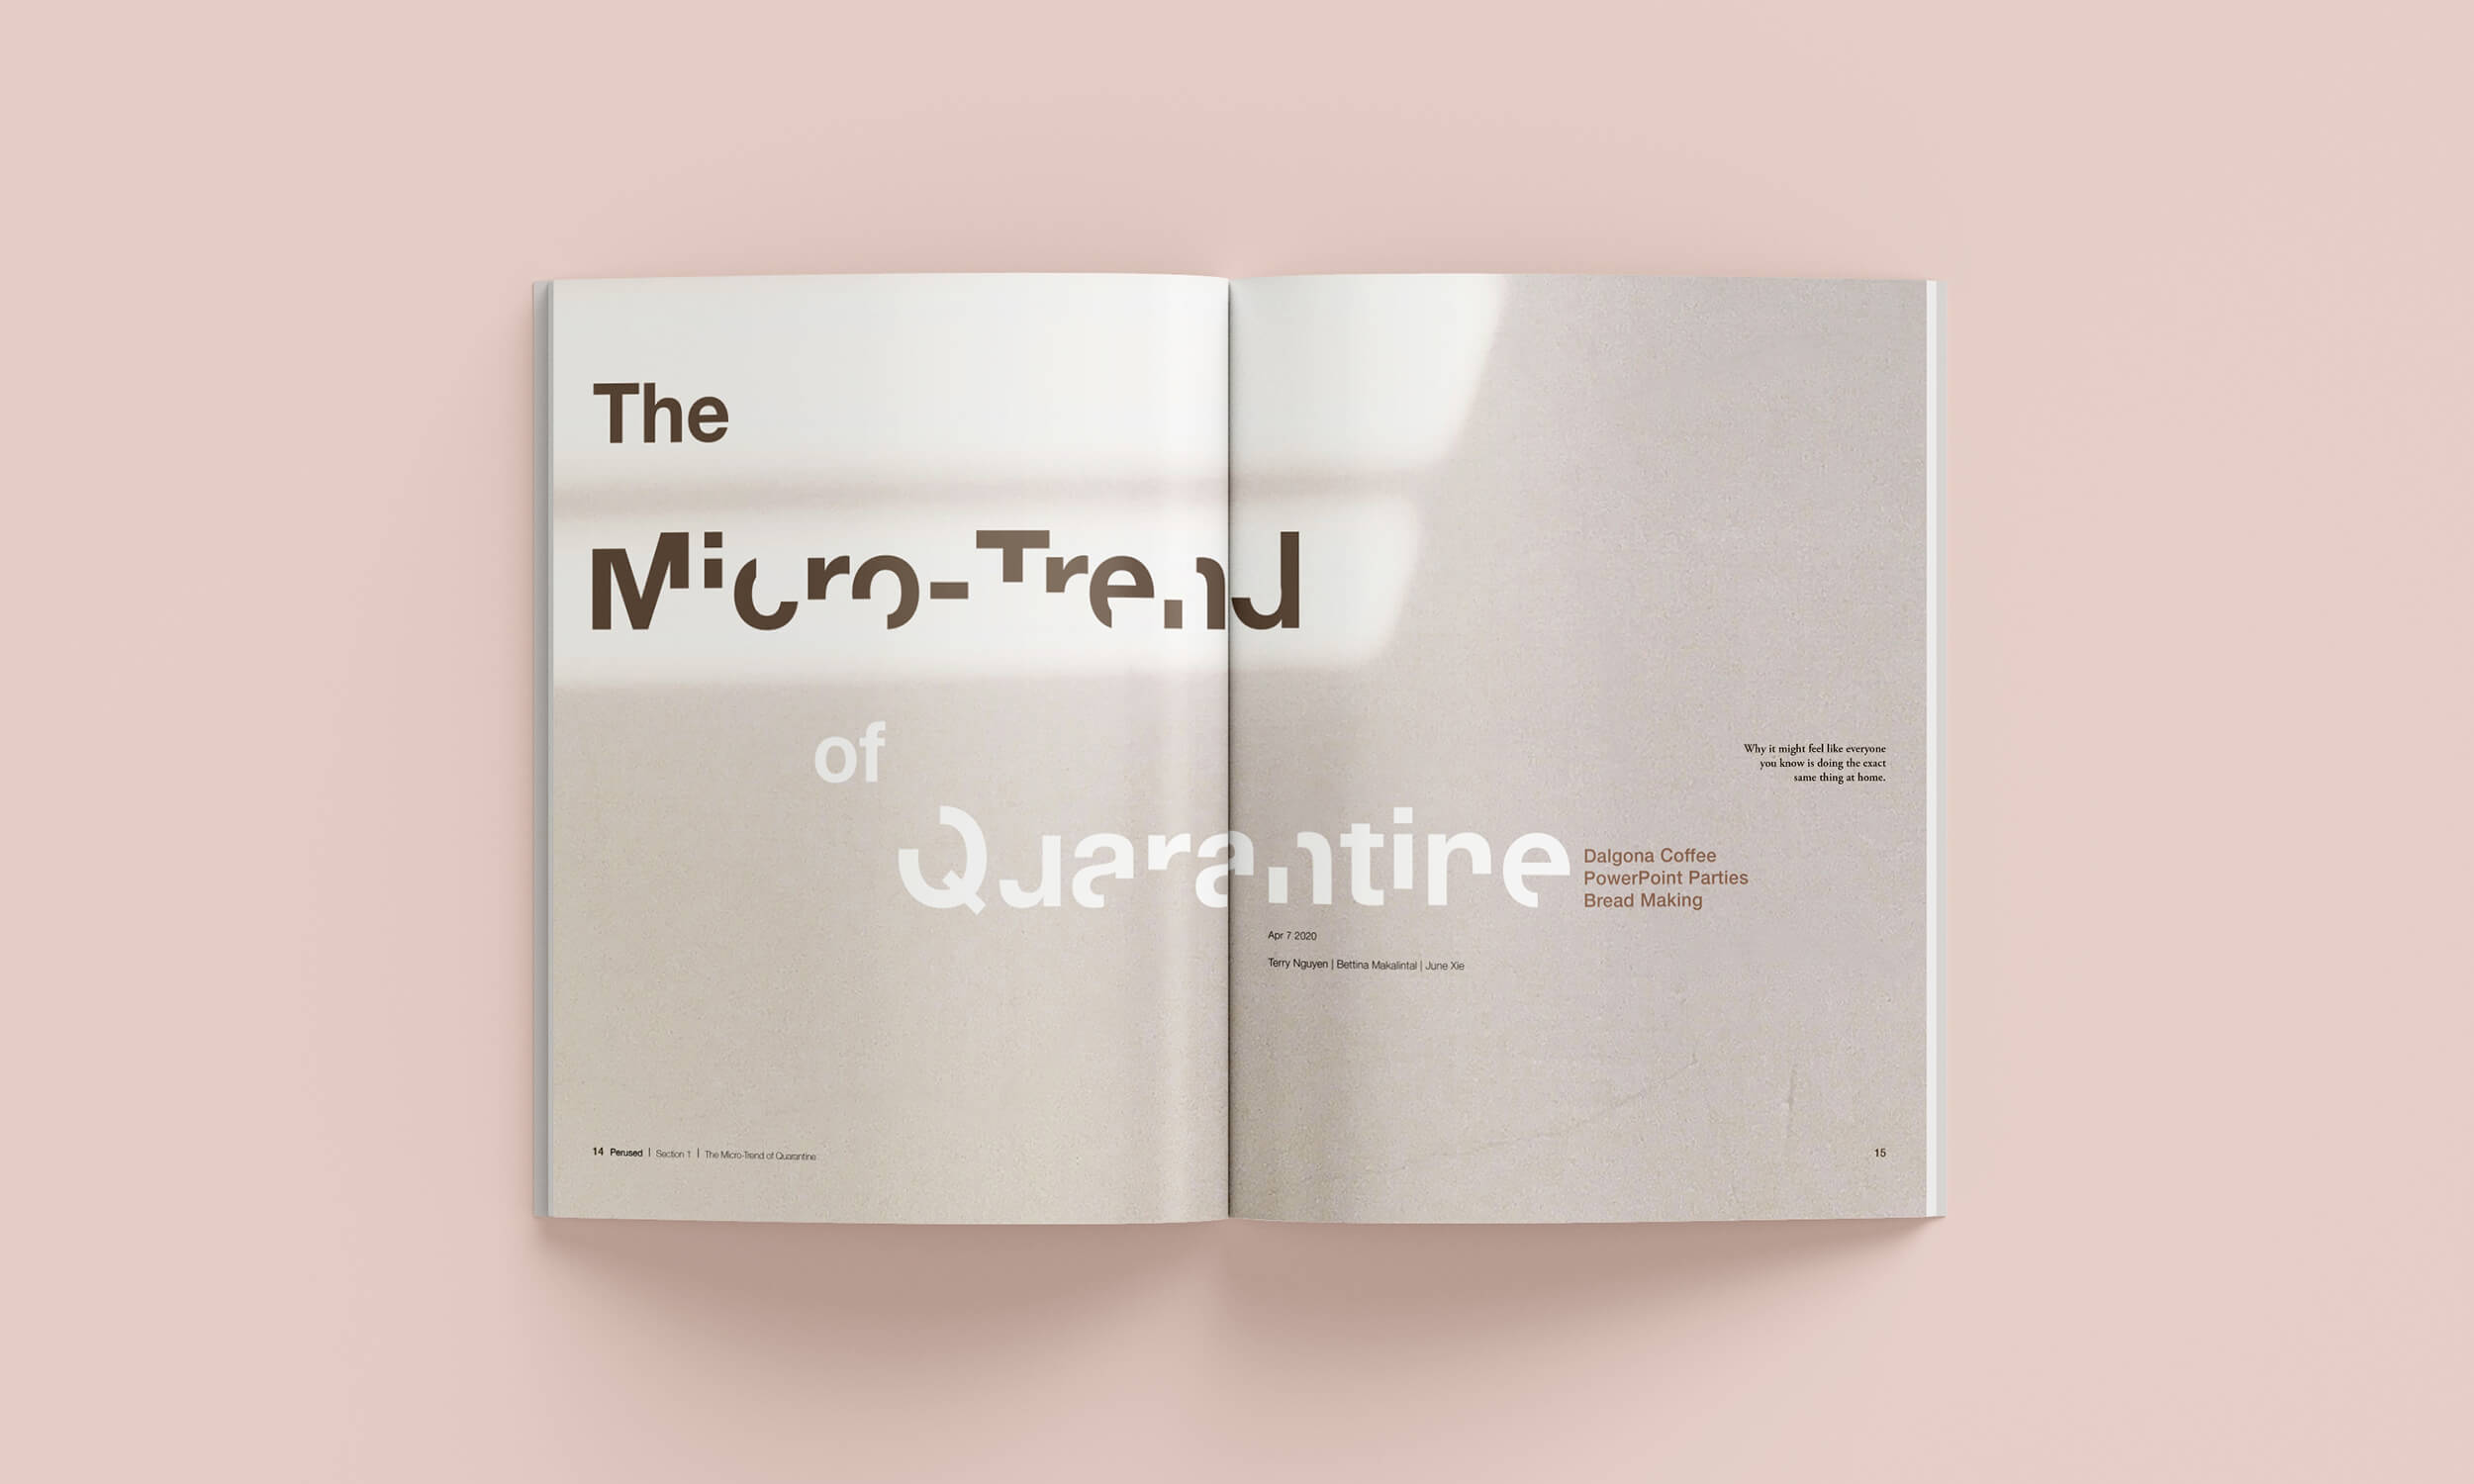 The
Micro-Trend
of
Quarantine
Why it might feel like everyone
you know is doing the exact
same thing at home.
Dalgona Coffee
PowerPoint Parties
Bread Making
Apr 7 2020
Terry Nguyen | Bettina Makalintal | June Xie
14 Perused | Section 1 | The Micro-Trend of Quarantine
15